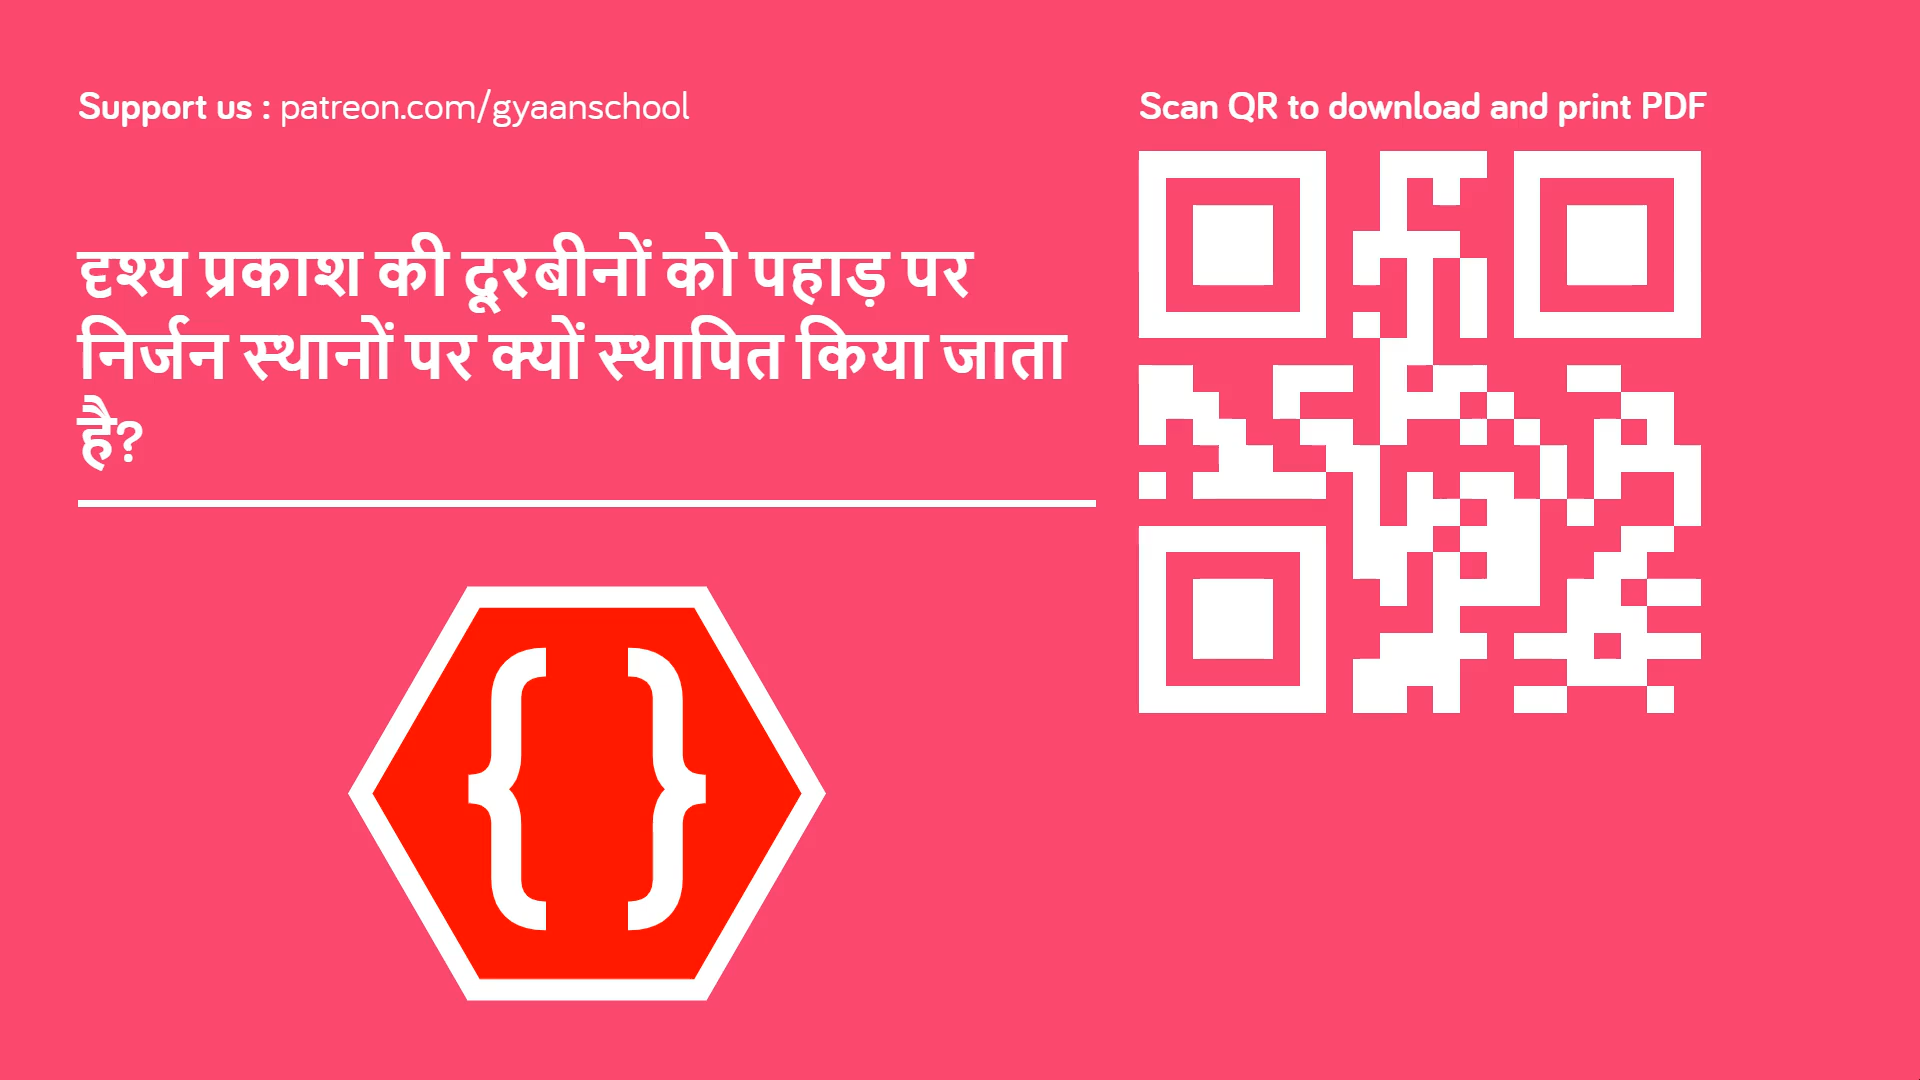 Support us : patreon.com/gyaanschool
Scan QR to download and print PDF
दृश्य प्रकाश की दूरबीनों को पहाड़ पर
निर्जन स्थानों पर क्यों स्थापित किया जाता
है?
{ }